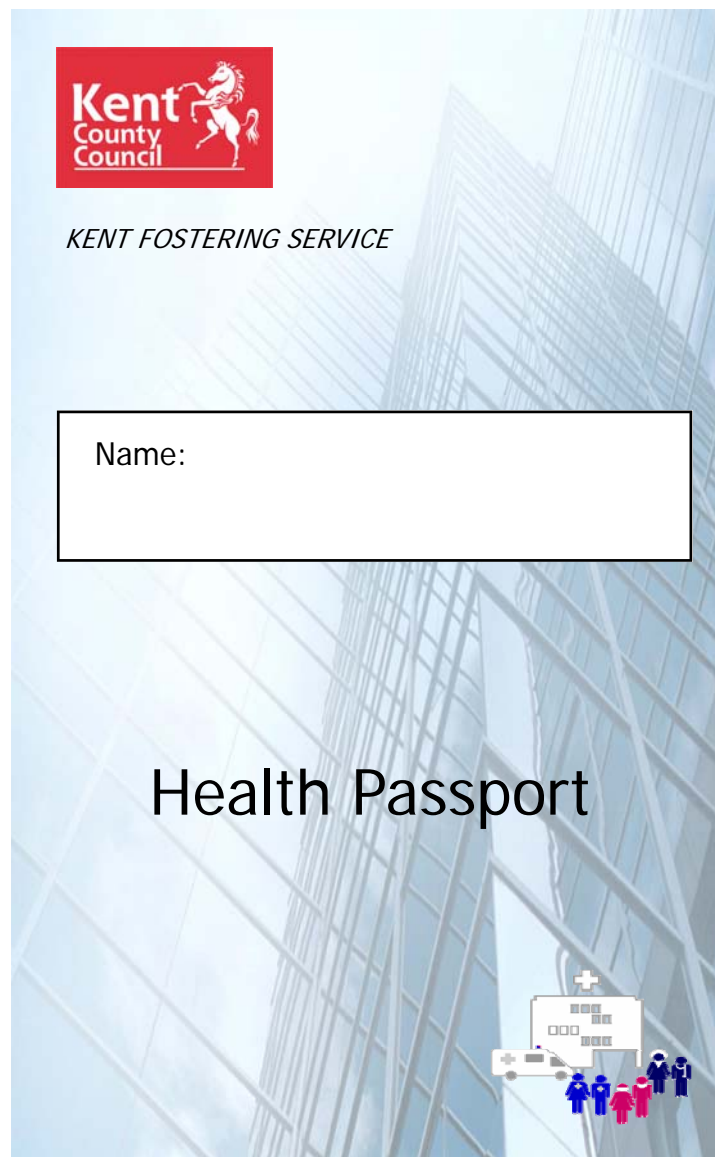 Kent
County
Council
KENT FOSTERING SERVICE
Name:
Health Passport